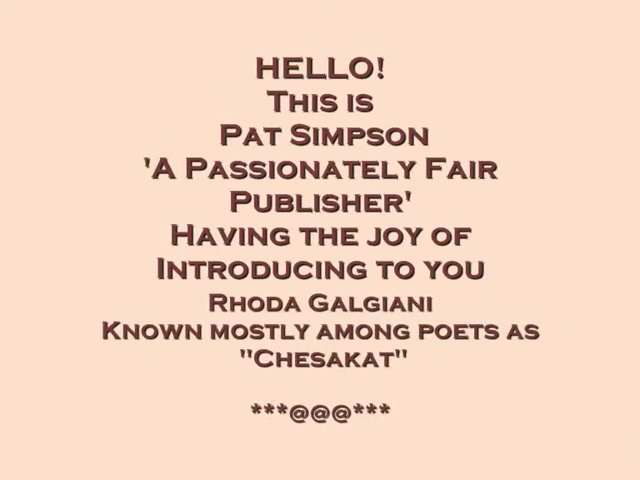 HELLO!
This is
Pat Simpson
'A Passionately Fair
Publisher'
Having the joy of
Introducing to you
Rhoda Galgiani
Known mostly among poets as
"Chesakat"
***@@@***